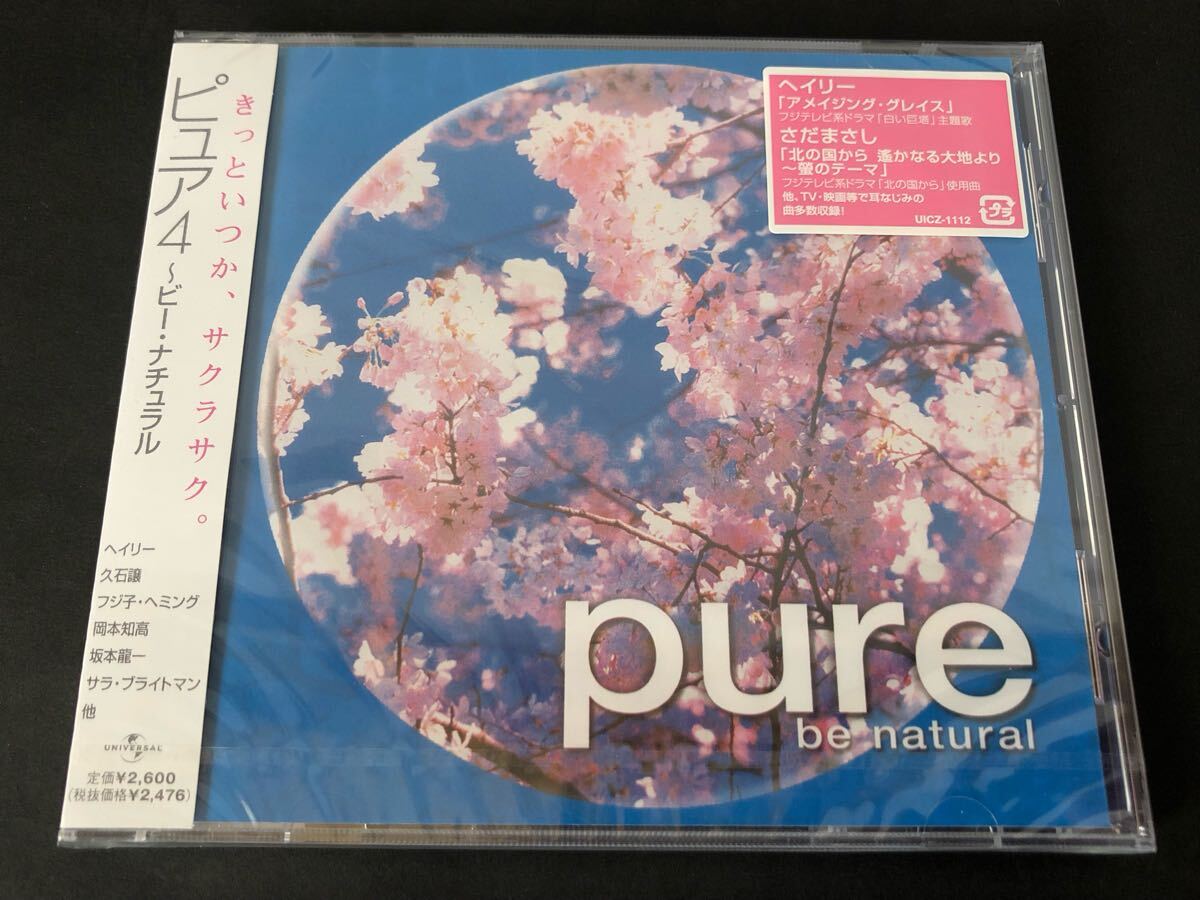 きっといつか、サクラサク。
ピュア4～ビー・ナチュラル
ヘイリー
久石譲
フジ子・ヘミング
岡本知高
坂本龍一
サラ・ブライトマン
他
UNIVERSAL
定価¥2,600
(税抜価格¥2,476)
ヘイリー
「アメイジング・グレイス」
フジテレビ系ドラマ「白い巨塔」主題歌
さだまさし
「北の国から 遙かなる大地より
～螢のテーマ」
フジテレビ系ドラマ「北の国から」使用曲
他、TV・映画等で耳なじみの
曲多数収録!
プラ
UICZ-1112
pure
be natural